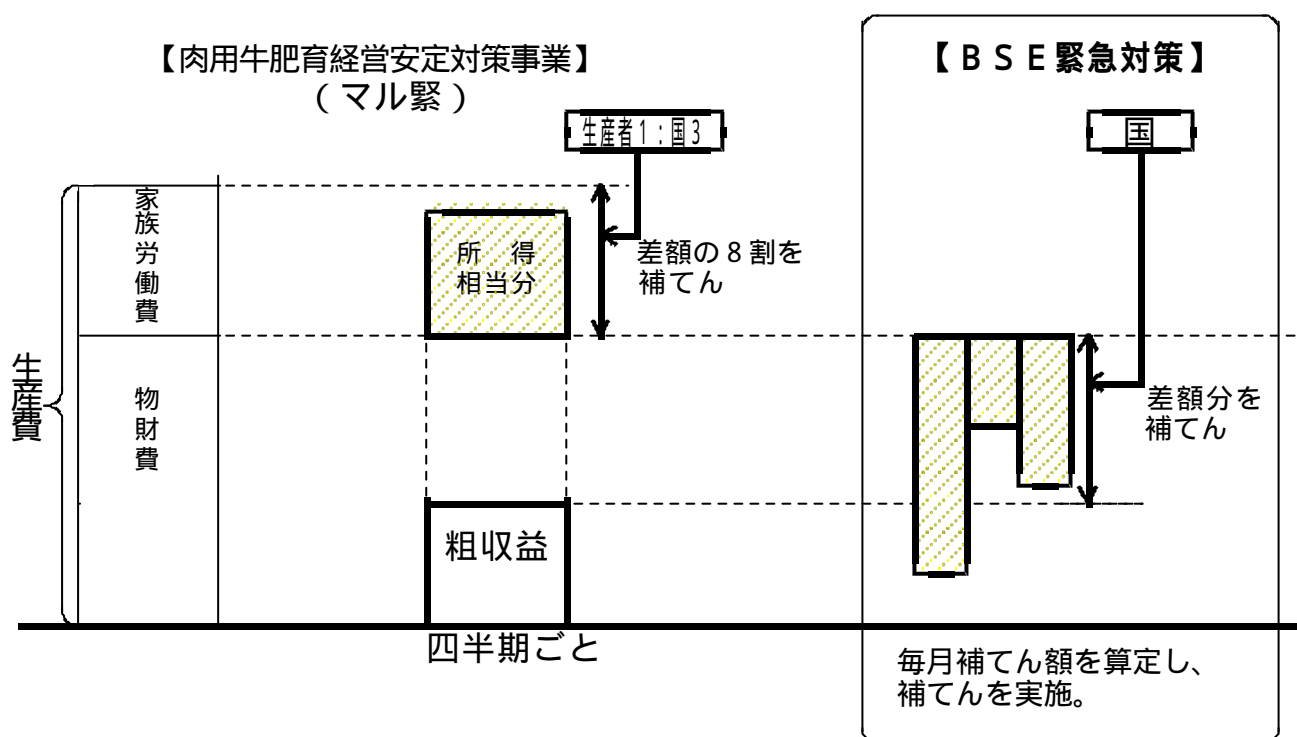 【肉用牛肥育経営安定対策事業】
(マル緊)
【BSE緊急対策】
生産者1:国3
国
家族労働費
所 得
相当分
差額の8割を
補てん
生産費
物財費
差額分を
補てん
粗収益
四半期ごと
毎月補てん額を算定し、
補てんを実施。